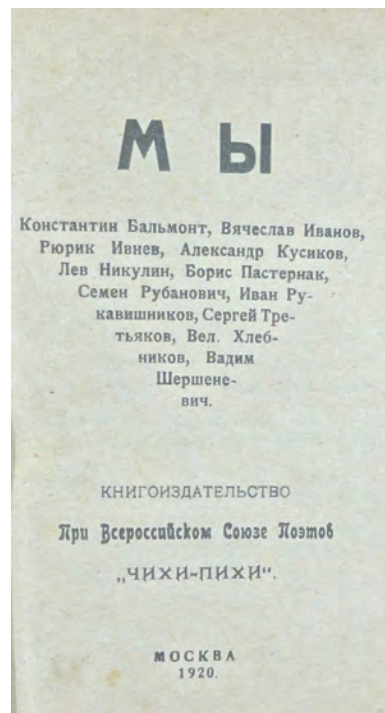 М Ы
Константин Бальмонт, Вячеслав Иванов,
Рюрик Ивнев, Александр Кусиков,
Лев Никулин, Борис Пастернак,
Семен Рубанович, Иван Ру-
кавишников, Сергей Тре-
тьяков, Вел. Хлеб-
ников, Вадим
Шершене-
вич.
КНИГОИЗДАТЕЛЬСТВО
При Всероссийском Союзе Поэтов
„ЧИХИ-ПИХИ“.
МОСКВА
1920.